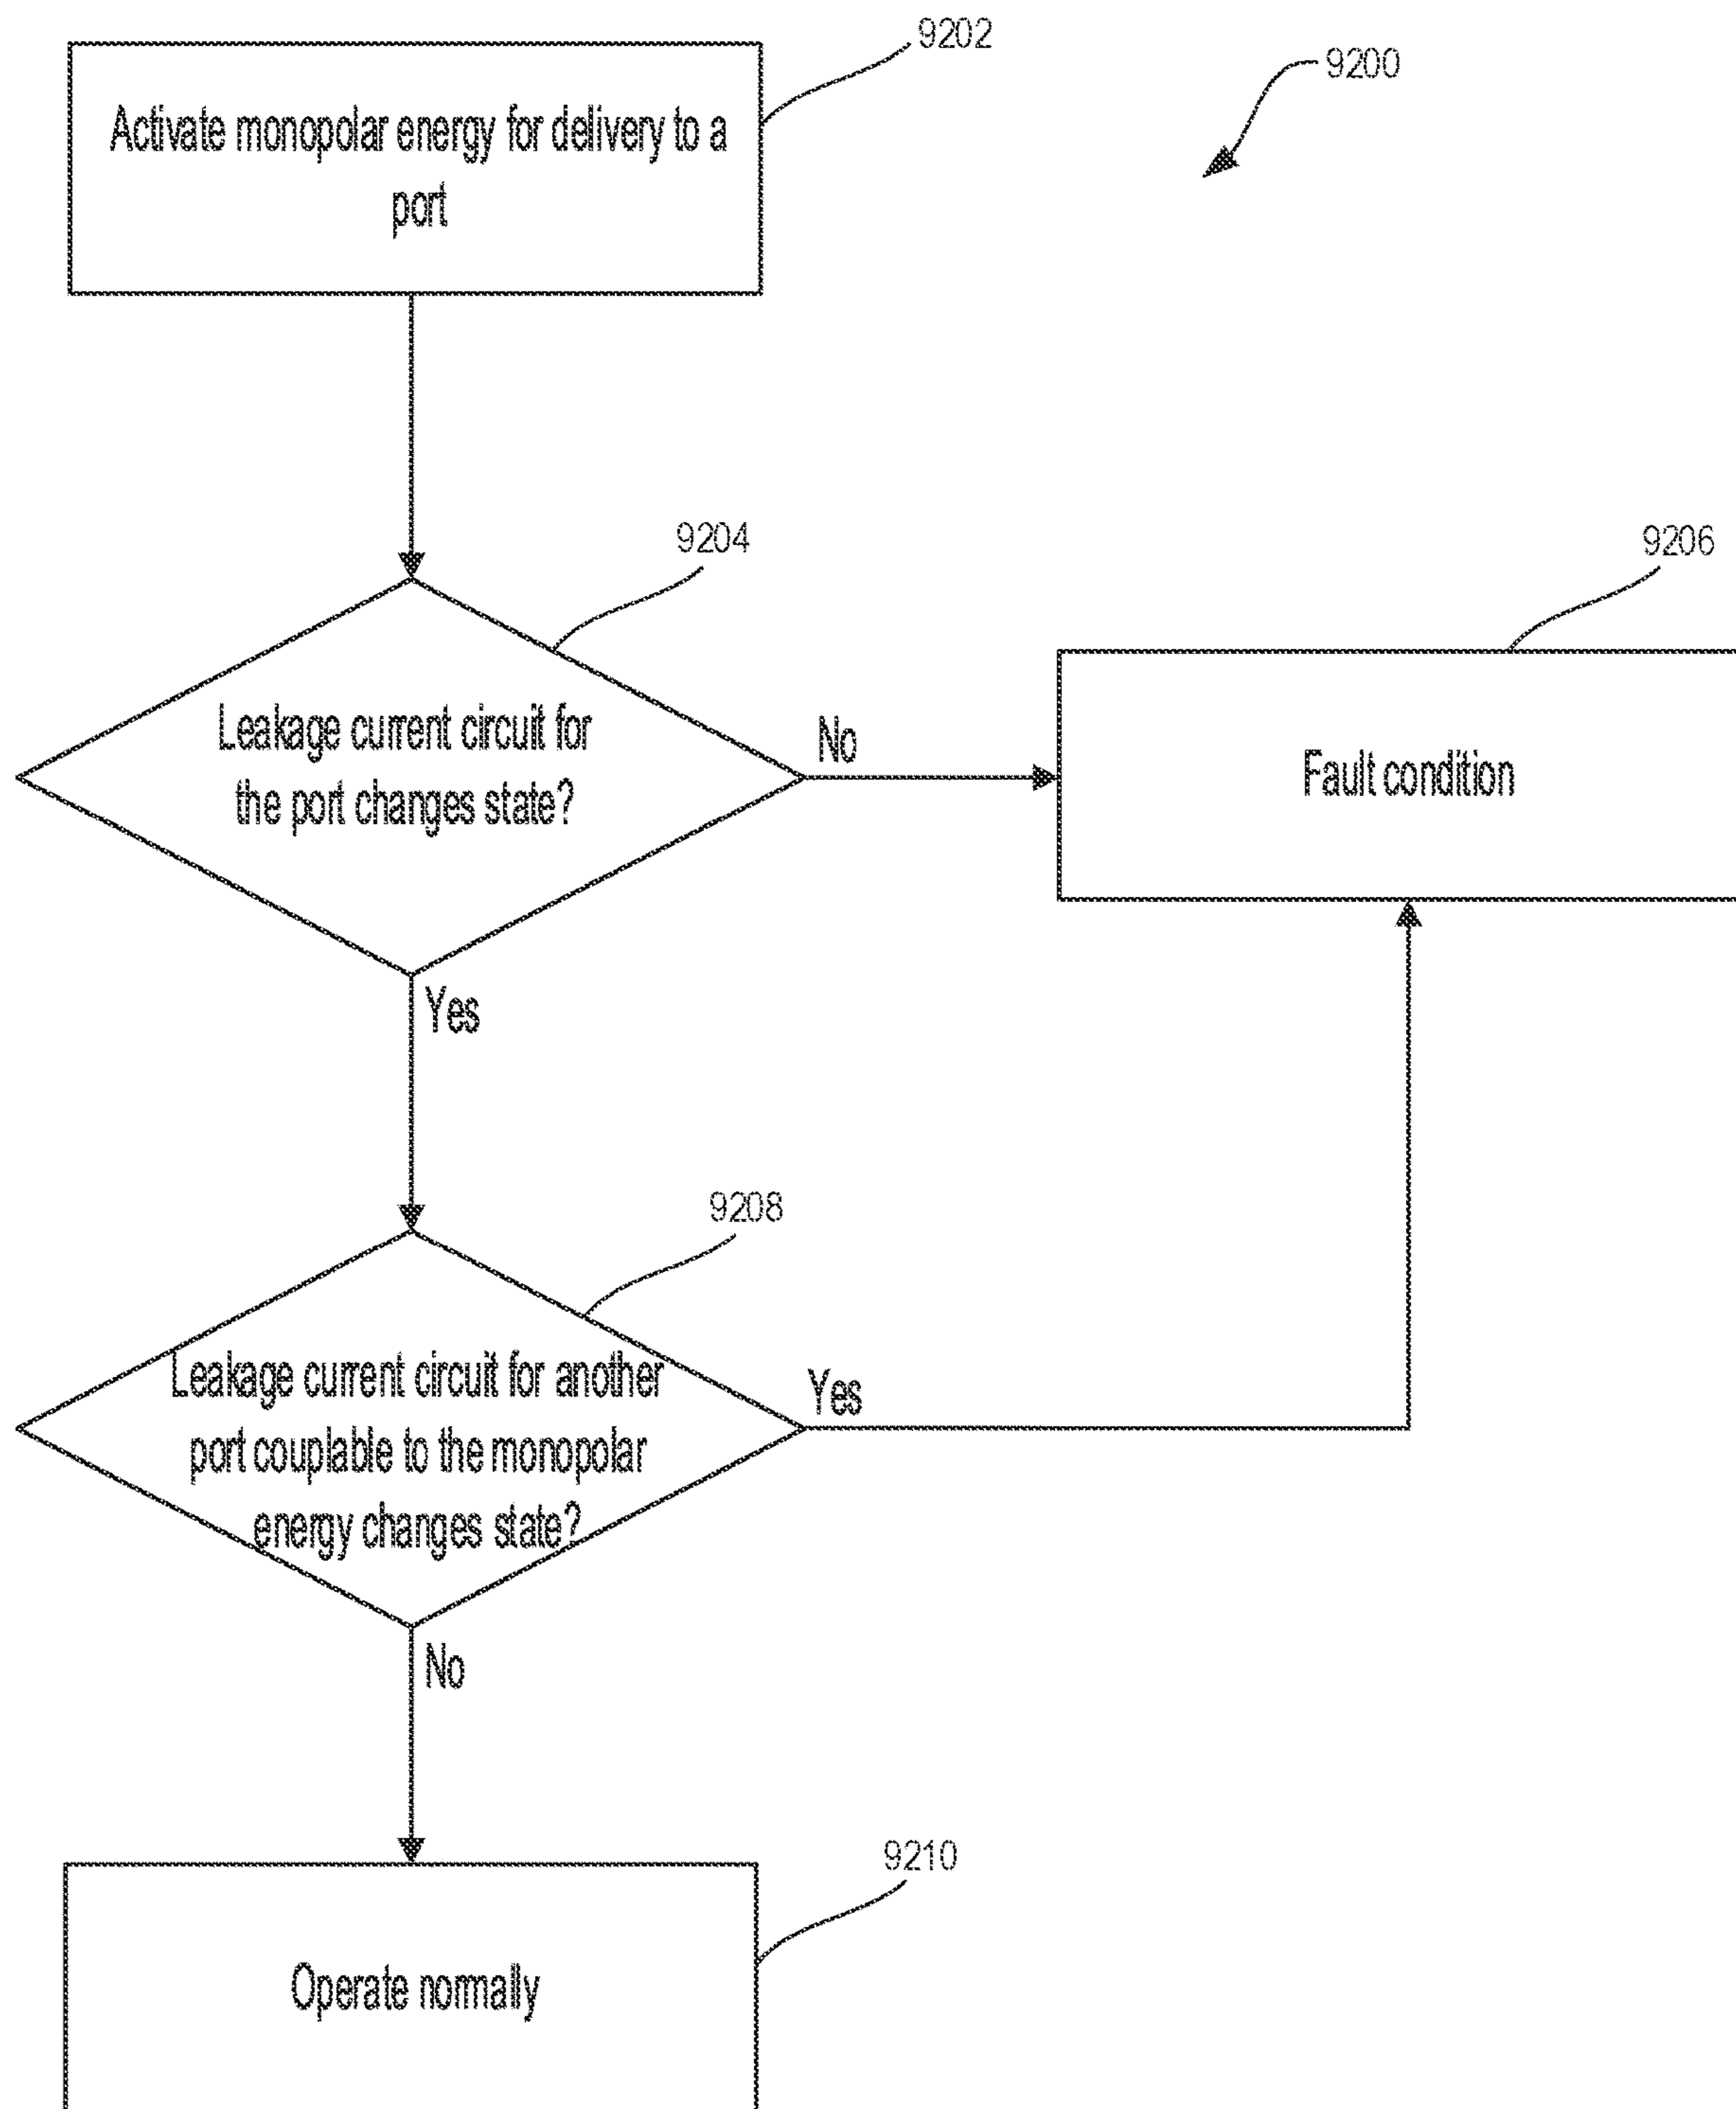 9202
9200
Activate monopolar energy for delivery to a
port
9204
9206
Leakage current circuit for
the port changes state?
No
Fault condition
Yes
9208
Leakage current circuit for another
port couplable to the monopolar
energy changes state?
Yes
No
9210
Operate normally